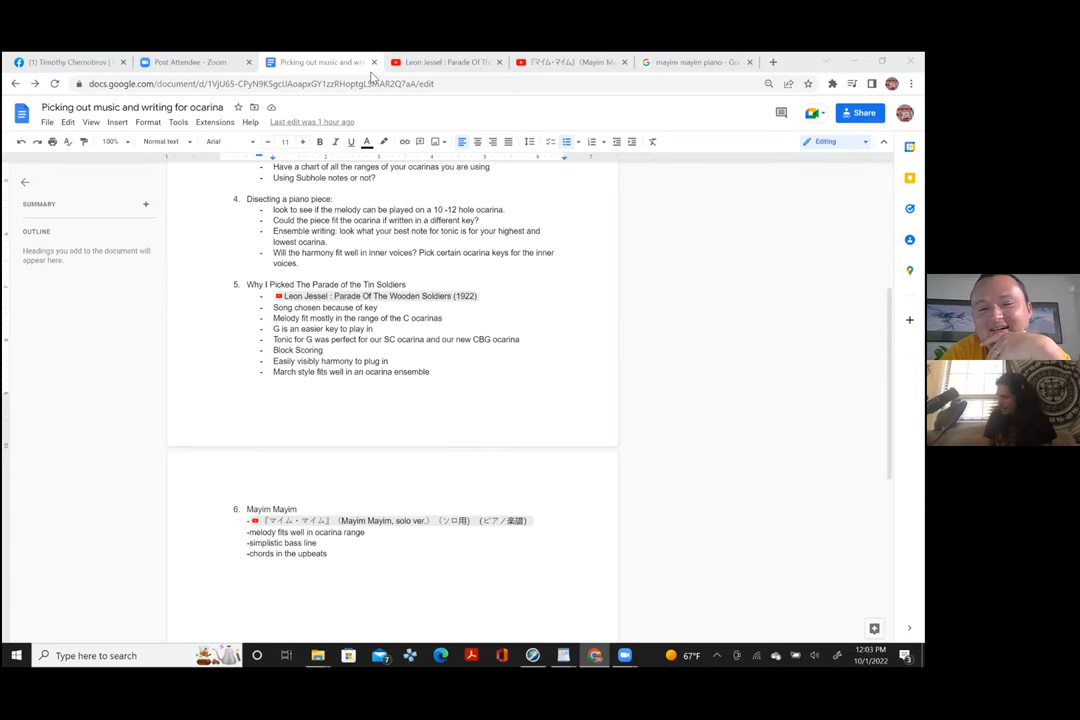 (1) Timothy Chernobrov |
Post Attendee - Zoom
Picking out music and wri
Leon Jessel : Parade Of Th
『マイム･マイム』 (Mayim M
mayim mayim piano - Goo
docs.google.com/document/d/1VjU65-CPyN9K5gcIJAoapxGY1zzRHoptgLSMAR2Q7aA/edit
Picking out music and writing for ocarina
File Edit View Insert Format Tools Extensions Help Last edit was 1 hour ago
Share
100% Normal text Arial 11 Editing
SUMMARY
OUTLINE
Headings you add to the document will
appear here.
- Have a chart of all the ranges of your ocarinas you are using
- Using Subhole notes or not?
4. Disecting a piano piece:
- look to see if the melody can be played on a 10 -12 hole ocarina.
- Could the piece fit the ocarina if written in a different key?
- Ensemble writing: look what your best note for tonic is for your highest and
lowest ocarina.
- Will the harmony fit well in inner voices? Pick certain ocarina keys for the inner
voices.
5. Why I Picked The Parade of the Tin Soldiers
- Leon Jessel : Parade Of The Wooden Soldiers (1922)
- Song chosen because of key
- Melody fit mostly in the range of the C ocarinas
- G is an easier key to play in
- Tonic for G was perfect for our SC ocarina and our new CBG ocarina
- Block Scoring
- Easily visibly harmony to plug in
- March style fits well in an ocarina ensemble
6. Mayim Mayim
- 『マイム・マイム』 (Mayim Mayim, solo ver.) （ソロ用) (ピアノ楽譜)
-melody fits well in ocarina range
-simplistic bass line
-chords in the upbeats
Type here to search
67°F
12:03 PM
10/1/2022